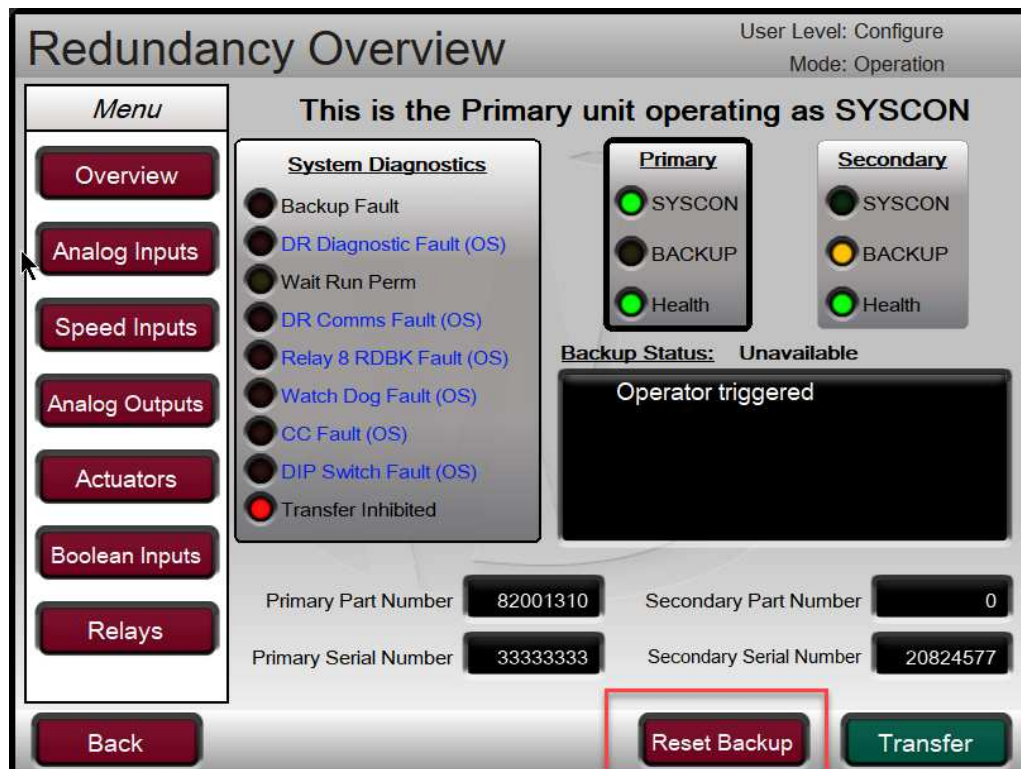 Redundancy Overview
User Level: Configure
Mode: Operation
Menu
Overview
Analog Inputs
Speed Inputs
Analog Outputs
Actuators
Boolean Inputs
Relays
This is the Primary unit operating as SYSCON
System Diagnostics
Backup Fault
DR Diagnostic Fault (OS)
Wait Run Perm
DR Comms Fault (OS)
Relay 8 RDBK Fault (OS)
Watch Dog Fault (OS)
CC Fault (OS)
DIP Switch Fault (OS)
Transfer Inhibited
Primary
SYSCON
BACKUP
Health
Secondary
SYSCON
BACKUP
Health
Backup Status: Unavailable
Operator triggered
Primary Part Number 82001310
Secondary Part Number 0
Primary Serial Number 33333333
Secondary Serial Number 20824577
Back
Reset Backup
Transfer